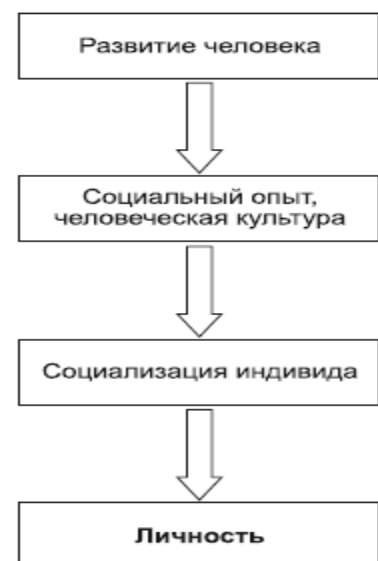 Развитие человека
Социальный опыт,
человеческая культура
Социализация индивида
Личность